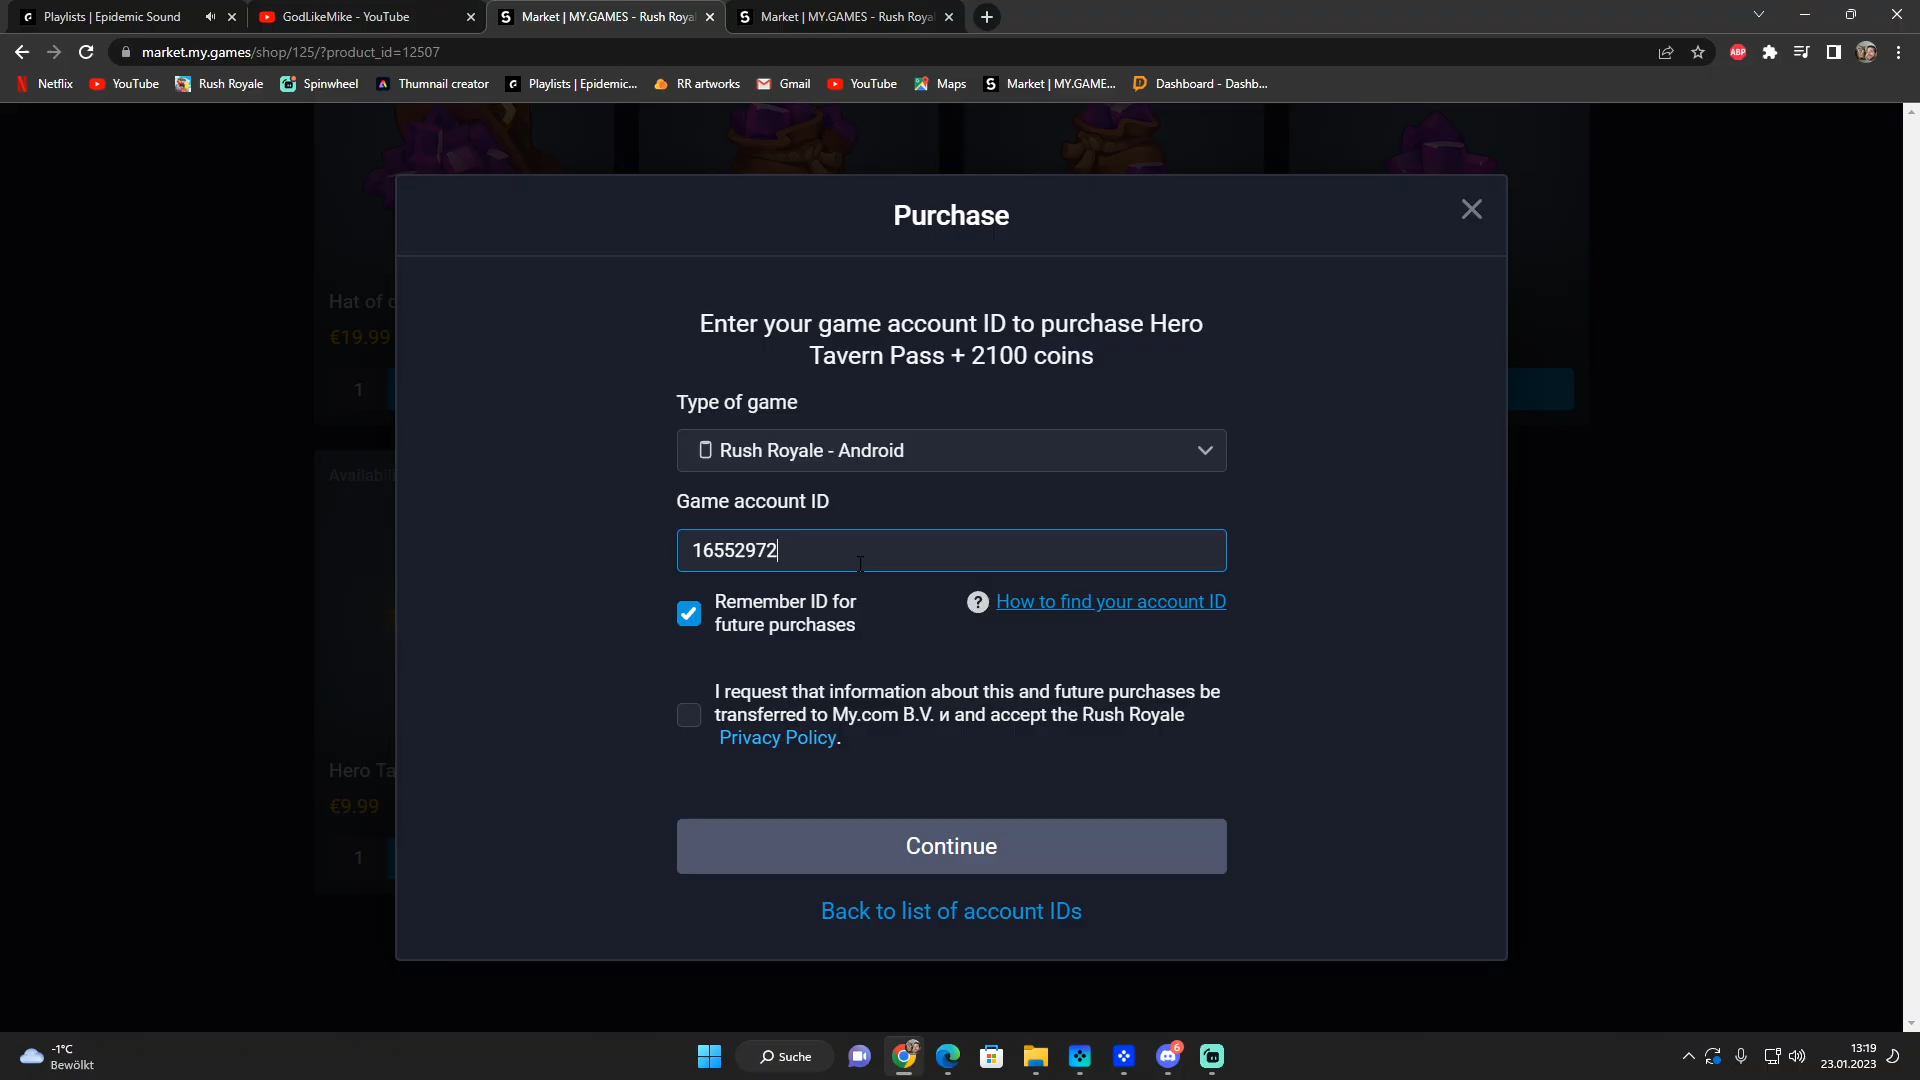 Playlists | Epidemic Sound
GodLikeMike - YouTube
Market | MY.GAMES - Rush Roya
Market | MY.GAMES - Rush Roya
market.my.games/shop/125/?product_id=12507
ABP
Netflix
YouTube
Rush Royale
Spinwheel
Thumnail creator
Playlists | Epidemic...
RR artworks
Gmail
YouTube
Maps
Market | MY.GAME...
Dashboard - Dashb...
Purchase
Enter your game account ID to purchase Hero
Tavern Pass + 2100 coins
Hat of
€19.99
1
Type of game
Rush Royale - Android
Availabil
Game account ID
16552972
Remember ID for
future purchases
? How to find your account ID
I request that information about this and future purchases be
transferred to My.com B.V. и and accept the Rush Royale
Privacy Policy.
Hero Ta
€9.99
1
Continue
Back to list of account IDs
-1°C
Bewölkt
Suche
6
13:19
23.01.2023